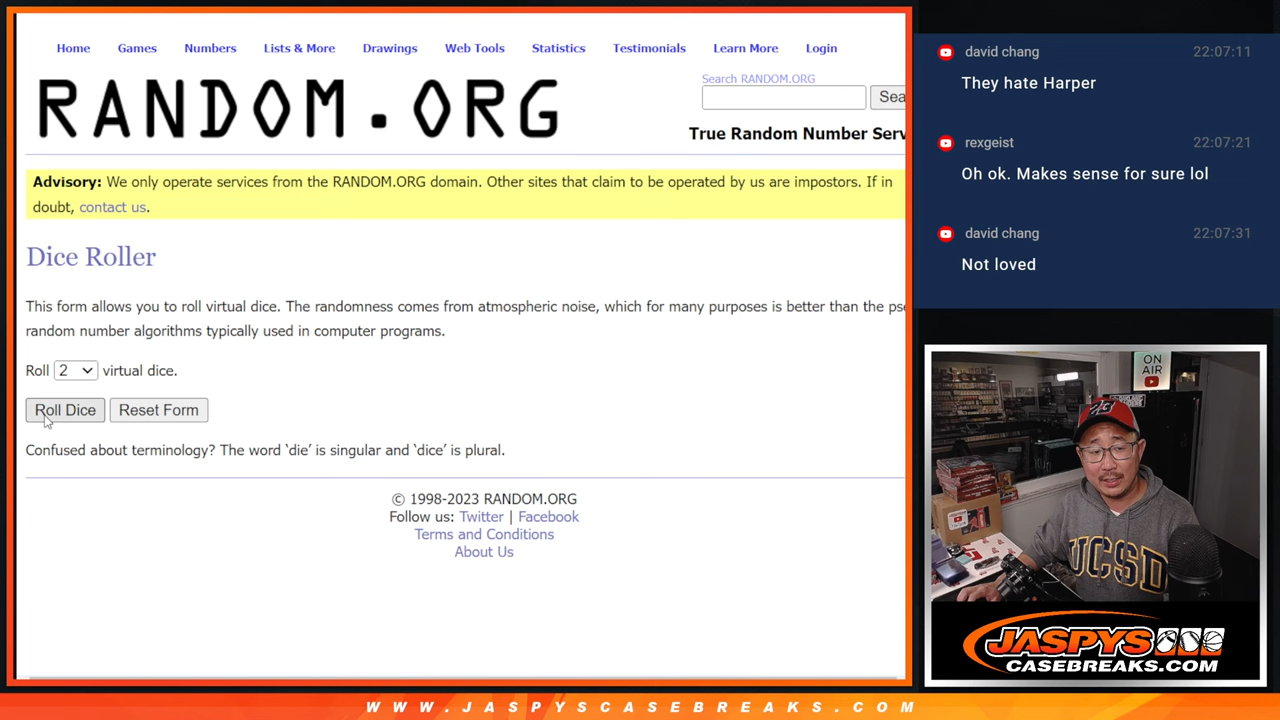 Home Games Numbers Lists & More Drawings Web Tools Statistics Testimonials Learn More Login
RANDOM.ORG
Search RANDOM.ORG
Sea
True Random Number Serv
Advisory: We only operate services from the RANDOM.ORG domain. Other sites that claim to be operated by us are impostors. If in
doubt, contact us.
Dice Roller
This form allows you to roll virtual dice. The randomness comes from atmospheric noise, which for many purposes is better than the pse
random number algorithms typically used in computer programs.
Roll 2 virtual dice.
Roll Dice Reset Form
Confused about terminology? The word ‘die’ is singular and ‘dice’ is plural.
© 1998-2023 RANDOM.ORG
Follow us: Twitter | Facebook
Terms and Conditions
About Us
david chang 22:07:11
They hate Harper
rexgeist 22:07:21
Oh ok. Makes sense for sure lol
david chang 22:07:31
Not loved
ON
AIR
UCSD
JASPYS
CASEBREAKS.COM
WWW.JASPYSCASEBREAKS.COM